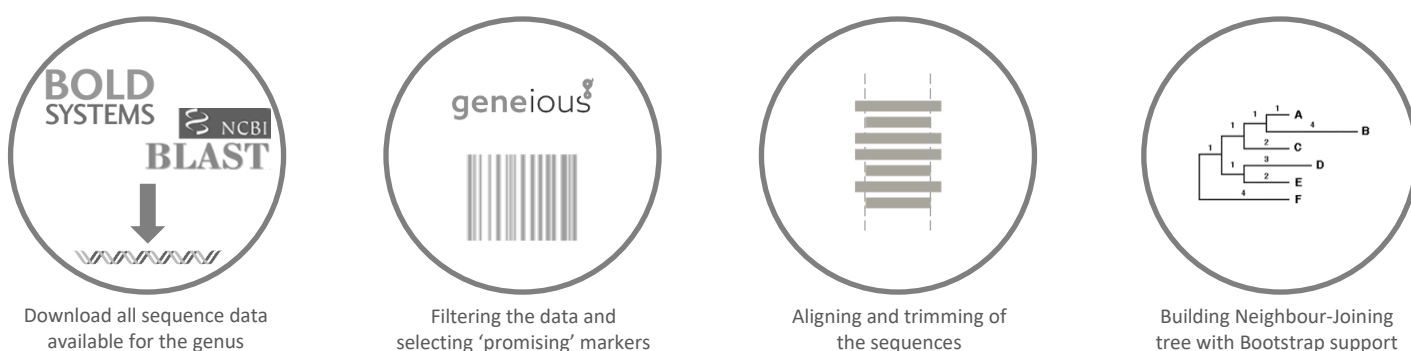 BOLD
SYSTEMS
NCBI
BLAST
Download all sequence data
available for the genus
geneious
Filtering the data and
selecting ‘promising’ markers
Aligning and trimming of
the sequences
1
A
1
4
B
1
2
C
1
3
D
1
2
E
4
F
Building Neighbour-Joining
tree with Bootstrap support